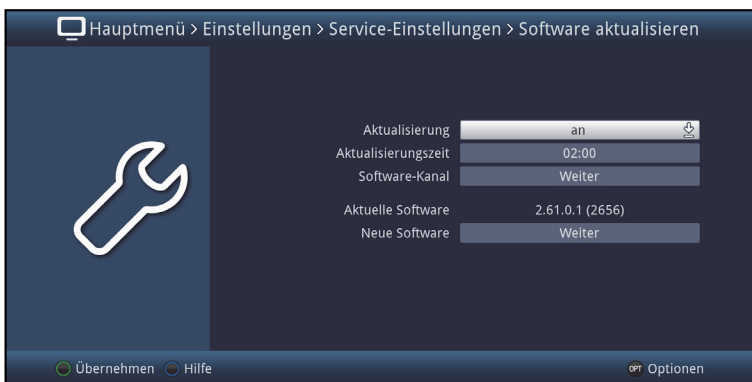 Hauptmenü > Einstellungen > Service-Einstellungen > Software aktualisieren
Aktualisierung an
Aktualisierungszeit 02:00
Software-Kanal Weiter
Aktuelle Software 2.61.0.1 (2656)
Neue Software Weiter
Übernehmen Hilfe OPT Optionen